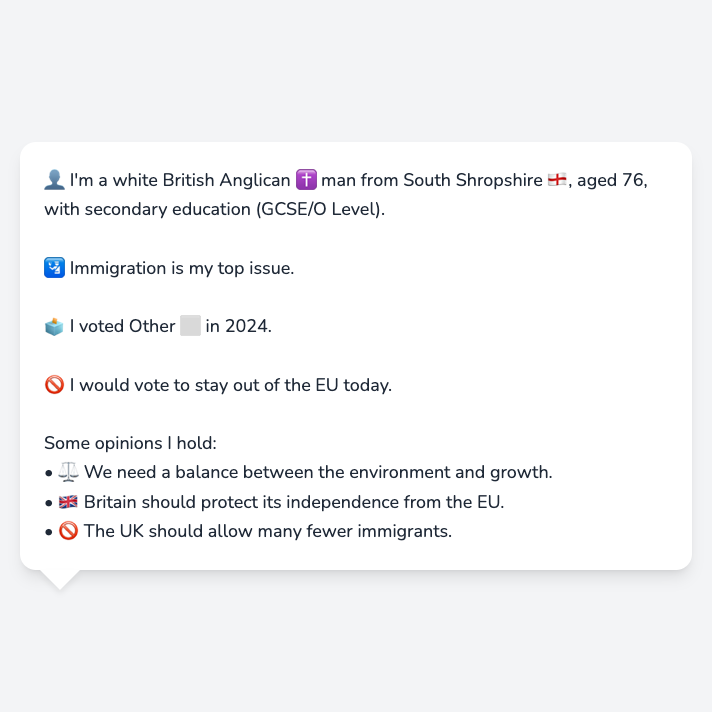 👤 I'm a white British Anglican ✝️ man from South Shropshire 🏴󠁧󠁢󠁥󠁮󠁧󠁿, aged 76,
with secondary education (GCSE/O Level).
🛂 Immigration is my top issue.
🗳️ I voted Other ⬜ in 2024.
🚫 I would vote to stay out of the EU today.
Some opinions I hold:
• ⚖️ We need a balance between the environment and growth.
• 🇬🇧 Britain should protect its independence from the EU.
• 🚫 The UK should allow many fewer immigrants.